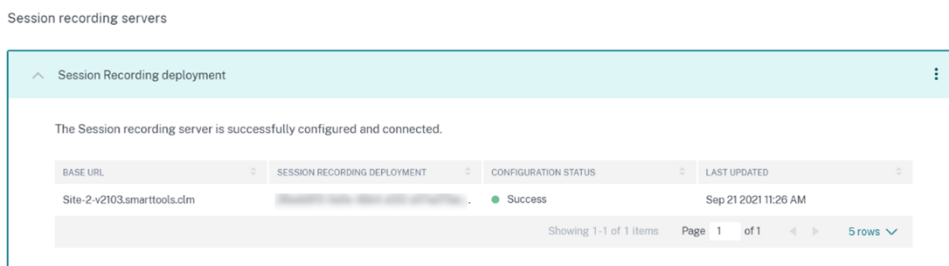 Session recording servers
Session Recording deployment
The Session recording server is successfully configured and connected.
BASE URL SESSION RECORDING DEPLOYMENT CONFIGURATION STATUS LAST UPDATED
Site-2-v2103.smarttools.clm . Success Sep 21 2021 11:26 AM
Showing 1-1 of 1 items Page 1 of 1 5 rows